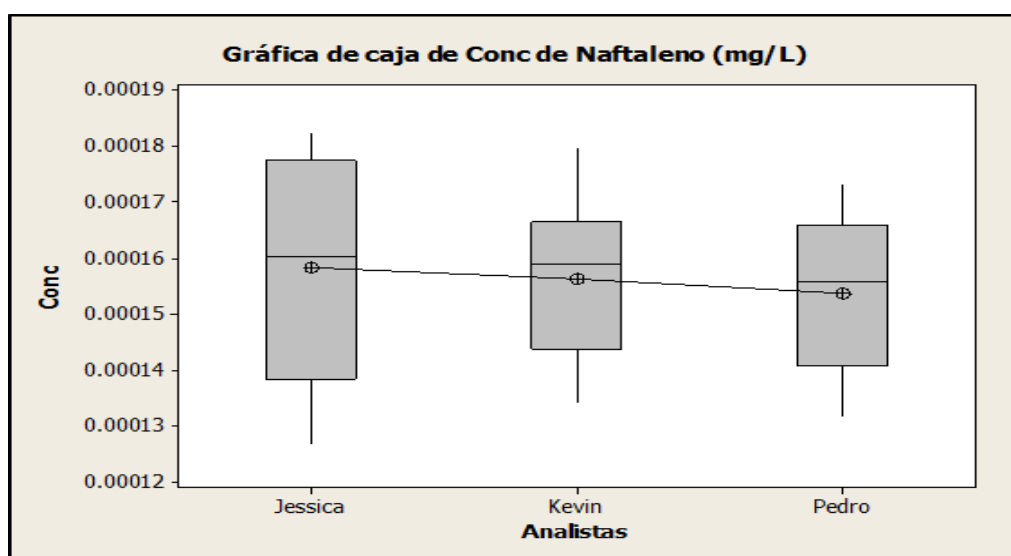 Gráfica de caja de Conc de Naftaleno (mg/L)
0.00019
0.00018
0.00017
0.00016
0.00015
0.00014
0.00013
0.00012
Conc
Jessica Kevin Pedro
Analistas